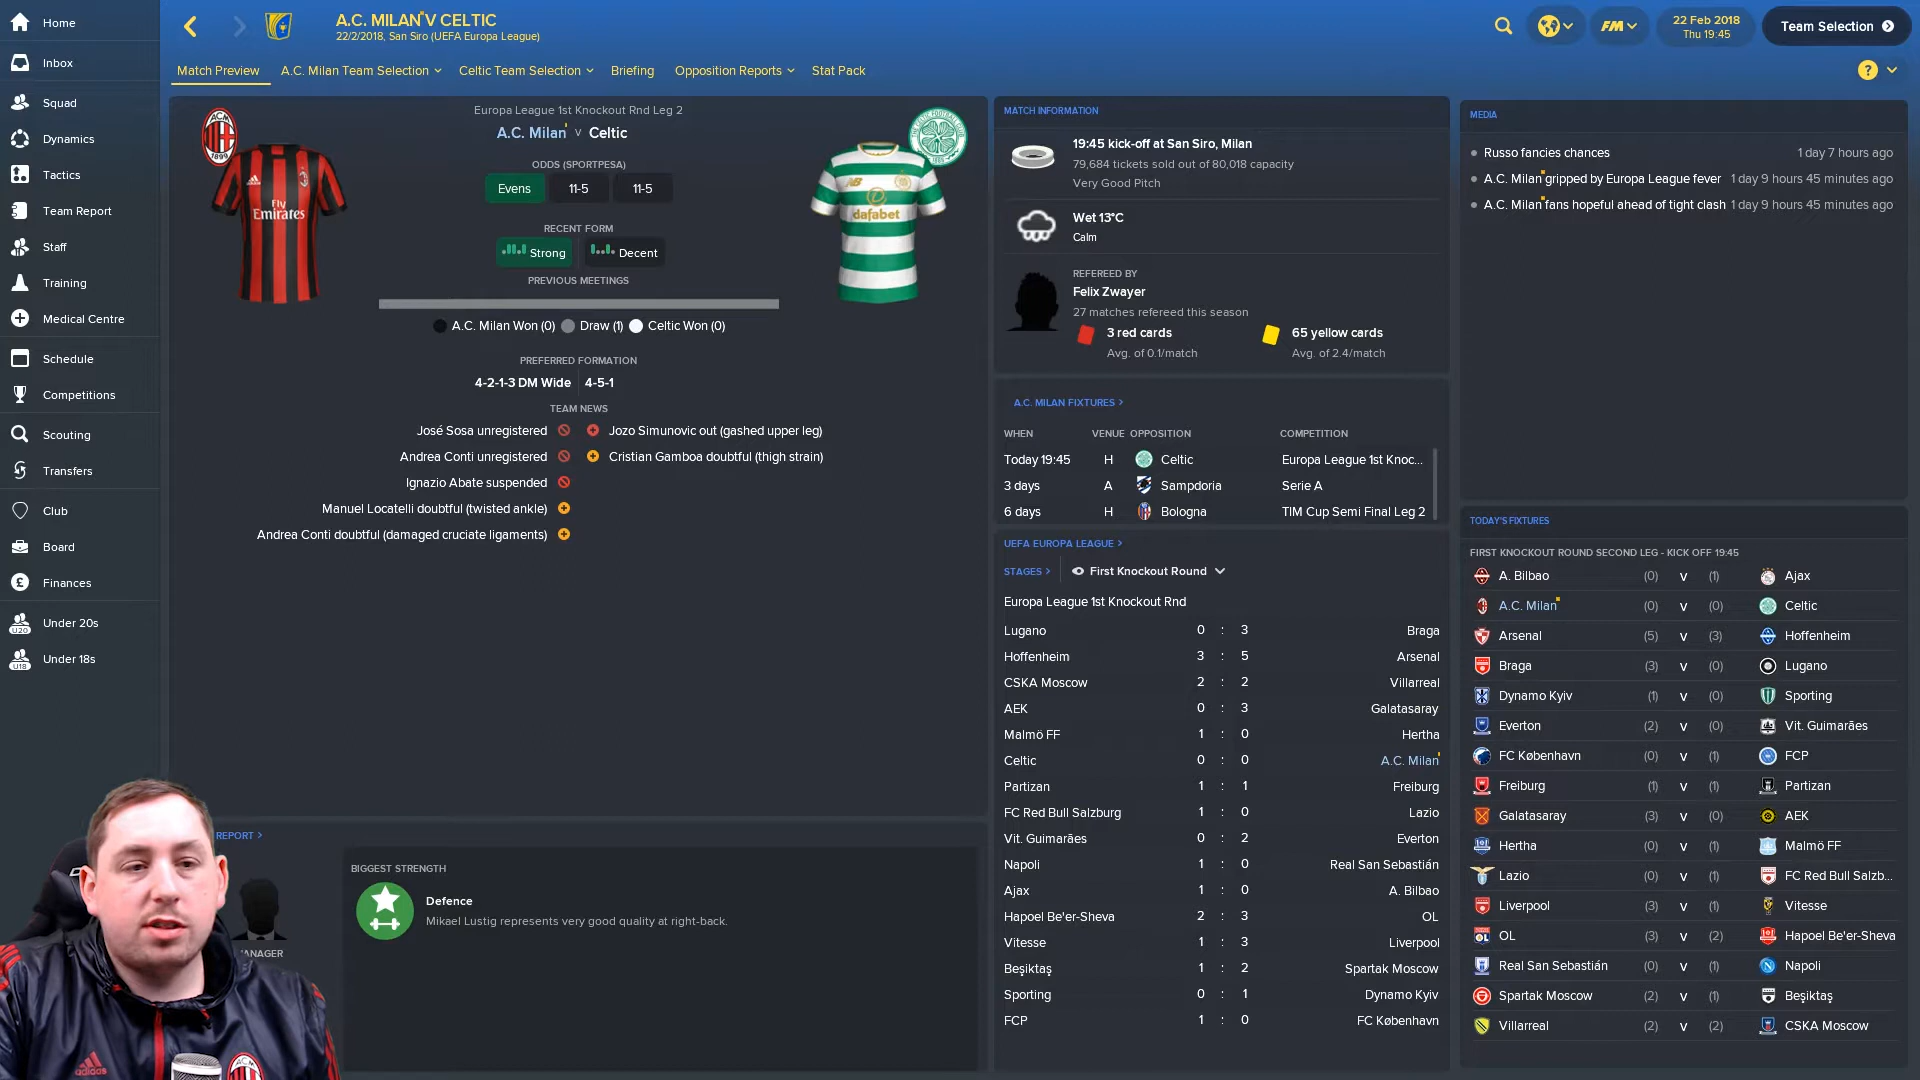 Home
Inbox
Squad
Dynamics
Tactics
Team Report
Staff
Training
Medical Centre
Schedule
Competitions
Scouting
Transfers
Club
Board
Finances
U20
Under 20s
U18
Under 18s
A.C. MILAN V CELTIC
22/2/2018, San Siro (UEFA Europa League)
FM
22 Feb 2018
Thu 19:45
Team Selection
Match Preview
A.C. Milan Team Selection
Celtic Team Selection
Briefing
Opposition Reports
Stat Pack
?
Europa League 1st Knockout Rnd Leg 2
A.C. Milan v Celtic
ACM
1899
Fly
Emirates
dafabet
ODDS (SPORTPESA)
Evens 11-5 11-5
RECENT FORM
Strong Decent
PREVIOUS MEETINGS
A.C. Milan Won (0) Draw (1) Celtic Won (0)
PREFERRED FORMATION
4-2-1-3 DM Wide 4-5-1
TEAM NEWS
José Sosa unregistered Jozo Simunovic out (gashed upper leg)
Andrea Conti unregistered Cristian Gamboa doubtful (thigh strain)
Ignazio Abate suspended
Manuel Locatelli doubtful (twisted ankle)
Andrea Conti doubtful (damaged cruciate ligaments)
REPORT >
BIGGEST STRENGTH
Defence
Mikael Lustig represents very good quality at right-back.
ANAGER
adidas
ACM
MATCH INFORMATION
19:45 kick-off at San Siro, Milan
79,684 tickets sold out of 80,018 capacity
Very Good Pitch
Wet 13°C
Calm
REFEREED BY
Felix Zwayer
27 matches refereed this season
3 red cards 65 yellow cards
Avg. of 0.1/match Avg. of 2.4/match
A.C. MILAN FIXTURES >
WHEN VENUE OPPOSITION COMPETITION
Today 19:45 H Celtic Europa League 1st Knoc...
3 days A Sampdoria Serie A
6 days H Bologna TIM Cup Semi Final Leg 2
UEFA EUROPA LEAGUE >
STAGES > First Knockout Round
Europa League 1st Knockout Rnd
Lugano 0 : 3 Braga
Hoffenheim 3 : 5 Arsenal
CSKA Moscow 2 : 2 Villarreal
AEK 0 : 3 Galatasaray
Malmö FF 1 : 0 Hertha
Celtic 0 : 0 A.C. Milan
Partizan 1 : 1 Freiburg
FC Red Bull Salzburg 1 : 0 Lazio
Vit. Guimarães 0 : 2 Everton
Napoli 1 : 0 Real San Sebastián
Ajax 1 : 0 A. Bilbao
Hapoel Be'er-Sheva 2 : 3 OL
Vitesse 1 : 3 Liverpool
Beşiktaş 1 : 2 Spartak Moscow
Sporting 0 : 1 Dynamo Kyiv
FCP 1 : 0 FC København
MEDIA
Russo fancies chances 1 day 7 hours ago
A.C. Milan gripped by Europa League fever 1 day 9 hours 45 minutes ago
A.C. Milan fans hopeful ahead of tight clash 1 day 9 hours 45 minutes ago
TODAY'S FIXTURES
FIRST KNOCKOUT ROUND SECOND LEG - KICK OFF 19:45
A. Bilbao (0) v (1) Ajax
A.C. Milan (0) v (0) Celtic
Arsenal (5) v (3) Hoffenheim
Braga (3) v (0) Lugano
Dynamo Kyiv (1) v (0) Sporting
Everton (2) v (0) Vit. Guimarães
FC København (0) v (1) FCP
Freiburg (1) v (1) Partizan
Galatasaray (3) v (0) AEK
Hertha (0) v (1) Malmö FF
Lazio (0) v (1) FC Red Bull Salzb...
Liverpool (3) v (1) Vitesse
OL (3) v (2) Hapoel Be'er-Sheva
Real San Sebastián (0) v (1) Napoli
Spartak Moscow (2) v (1) Beşiktaş
Villarreal (2) v (2) CSKA Moscow